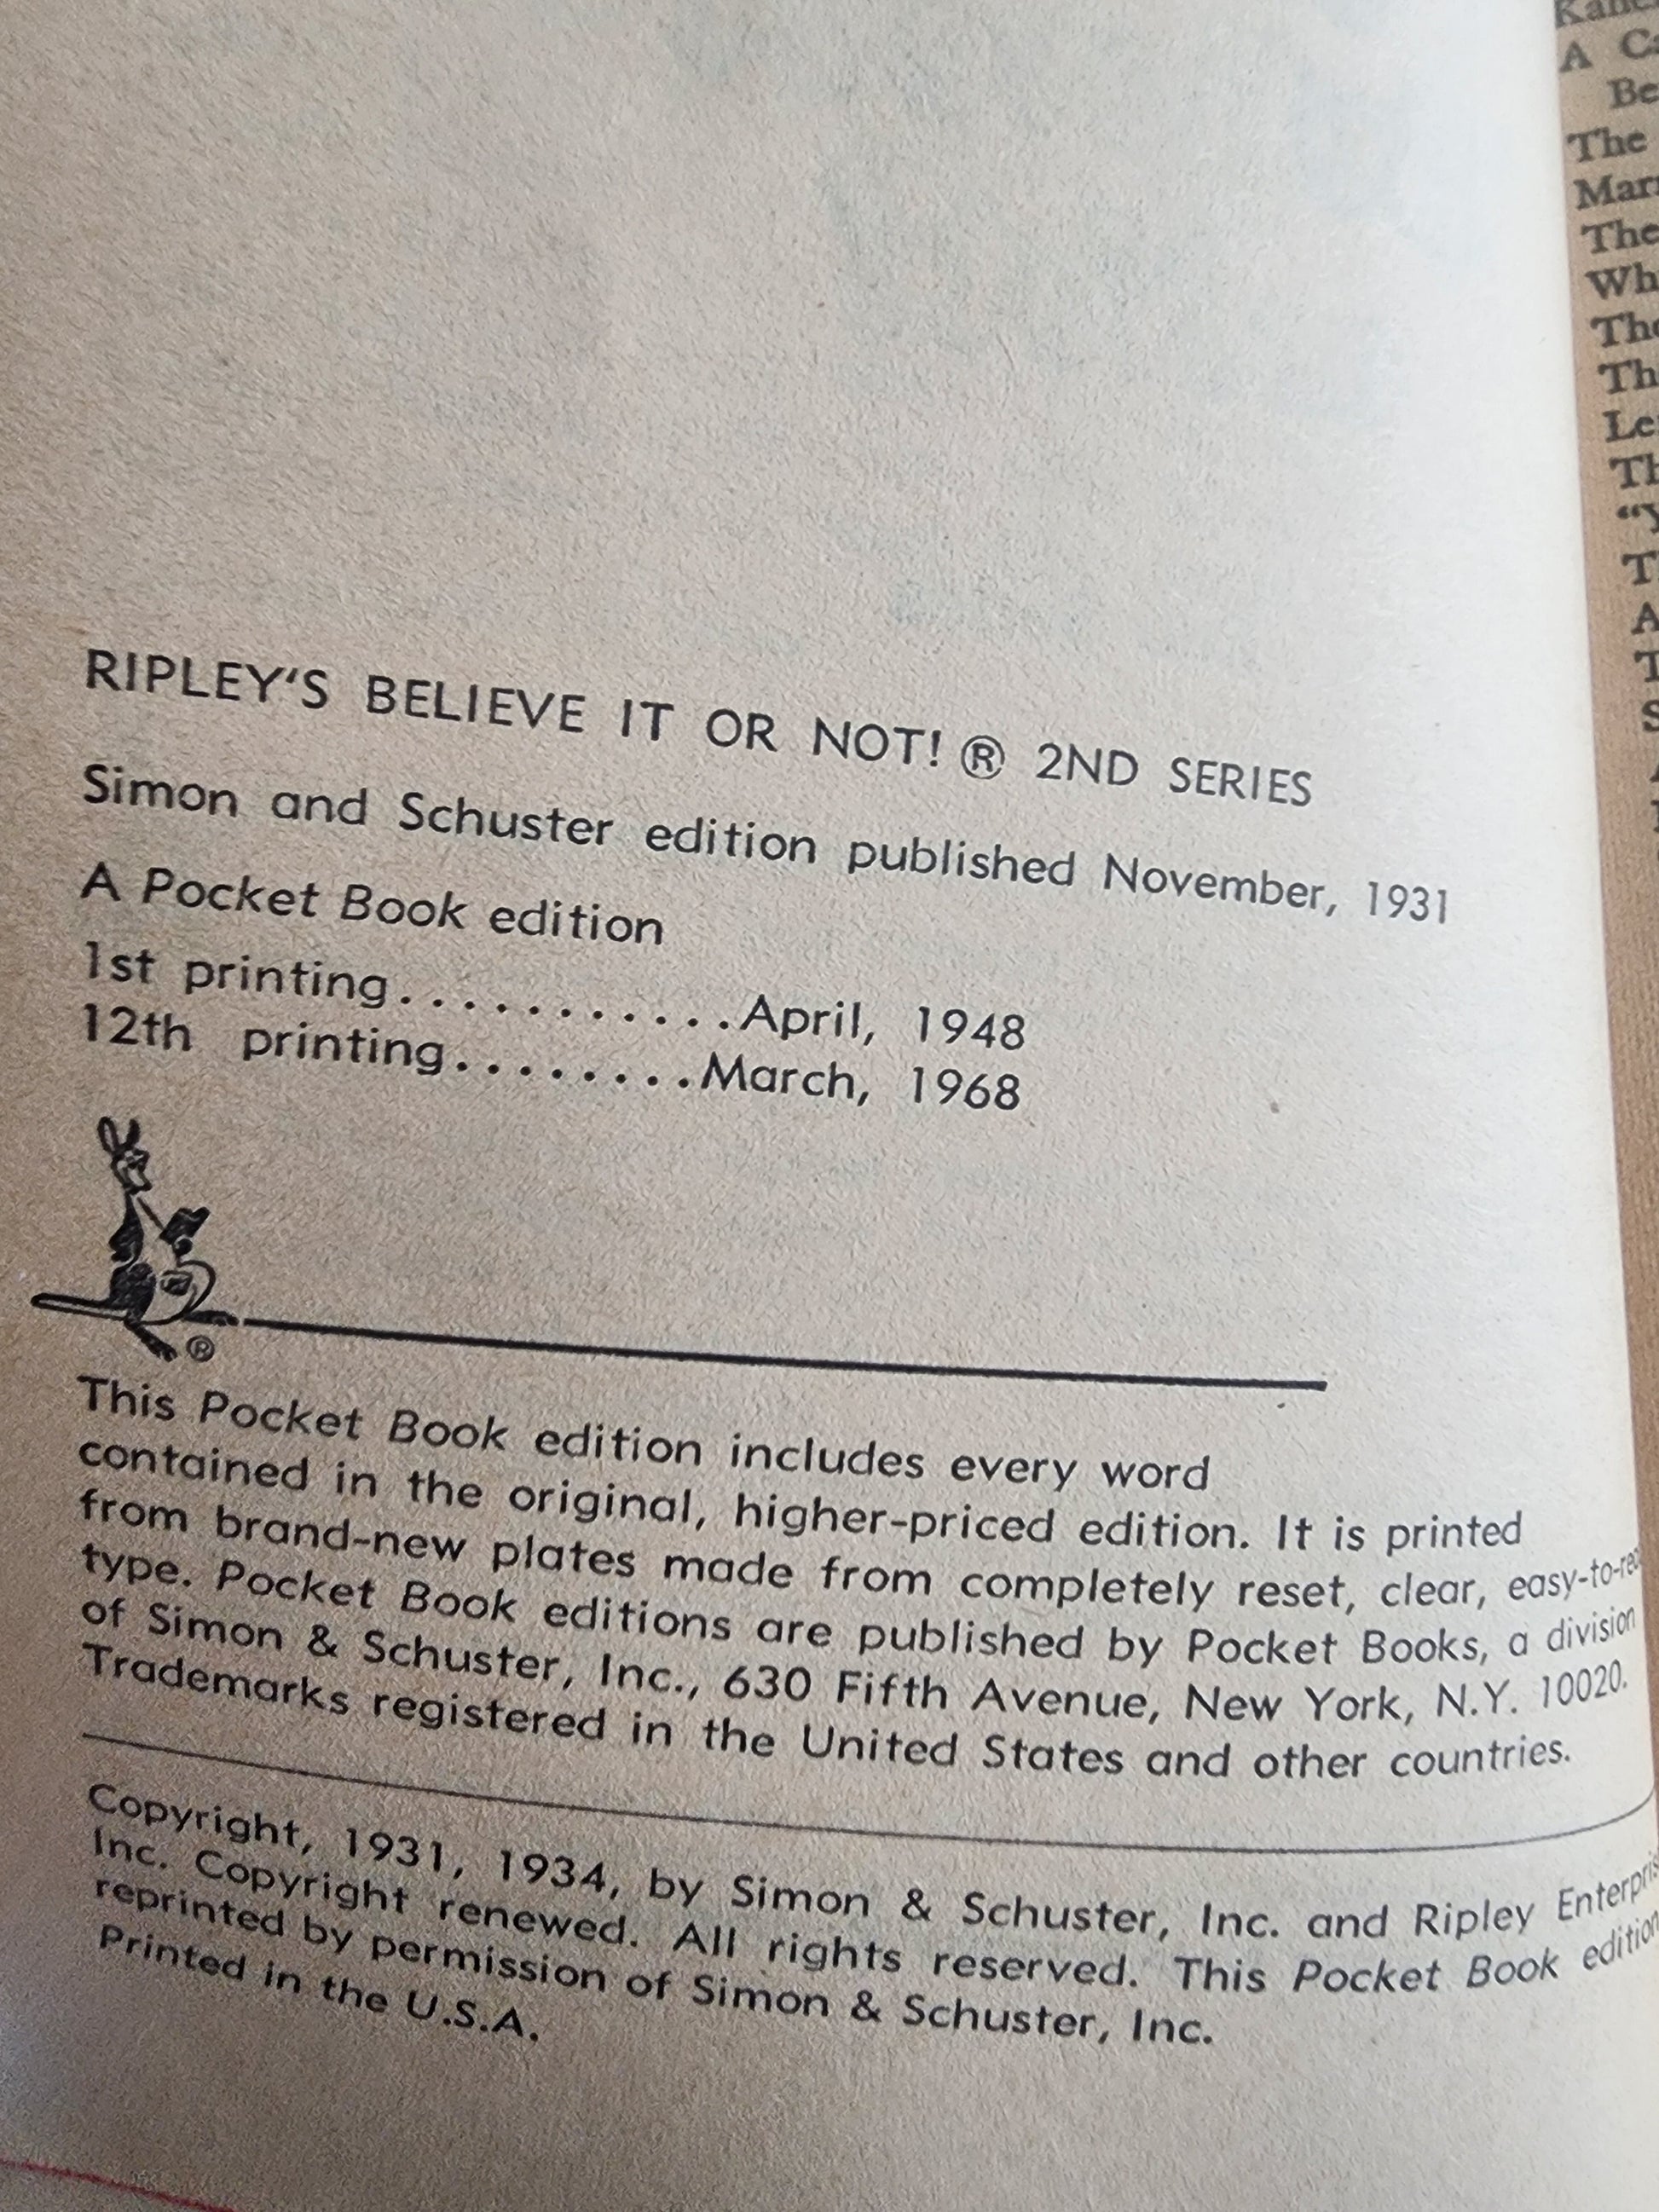 RIPLEY'S BELIEVE IT OR NOT! ® 2ND SERIES
Simon and Schuster edition published November, 1931
A Pocket Book edition
1st printing...........April, 1948
12th printing........March, 1968
®
This Pocket Book edition includes every word
contained in the original, higher-priced edition. It is printed
from brand-new plates made from completely reset, clear,
type. Pocket Book editions are published by Pocket Books, a division
of Simon & Schuster, Inc., 630 Fifth Avenue, New York, N.Y. 10020.
Trademarks registered in the United States and other countries.
Copyright, 1931, 1934, by Simon & Schuster, Inc. and Ripley
Inc. Copyright renewed. All rights reserved. This Pocket Book edition
reprinted by permission of Simon & Schuster, Inc.
Printed in the U.S.A.
A
The
The